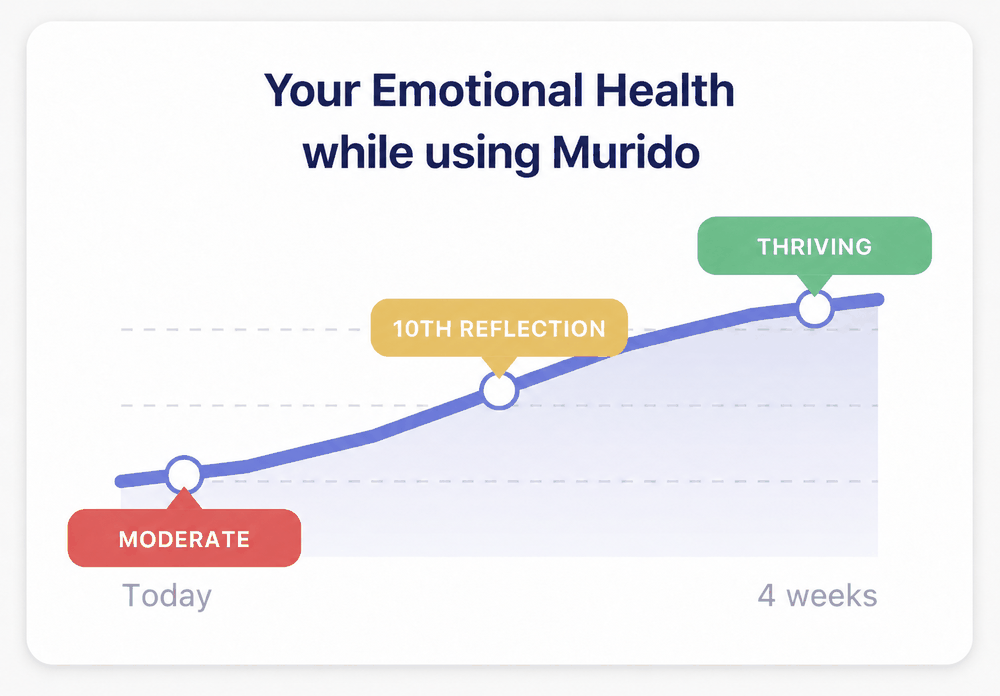 Your Emotional Health
while using Murido
THRIVING
10TH REFLECTION
MODERATE
Today
4 weeks